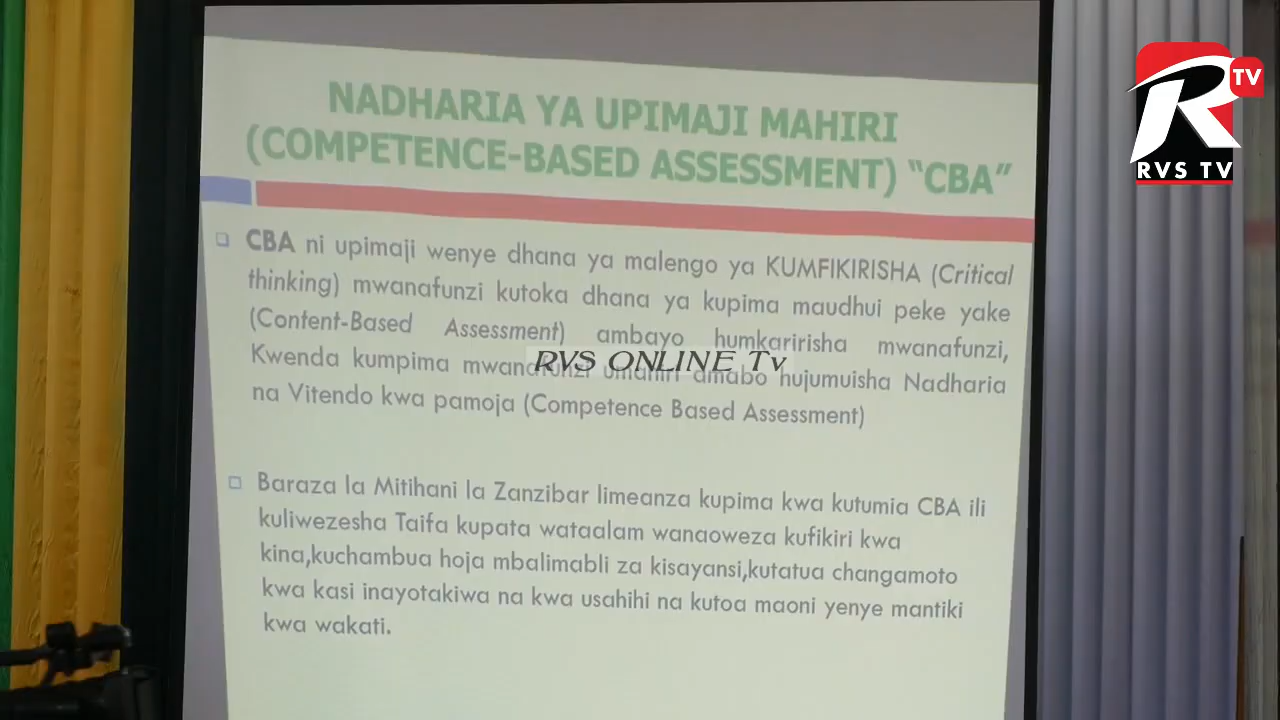 NADHARIA YA UPIMAJI MAHIRI
(COMPETENCE-BASED ASSESSMENT) “CBA”
CBA ni upimaji wenye dhana ya malengo ya KUMFIKIRISHA (Critical
thinking) mwanafunzi kutoka dhana ya kupima maudhui peke yake
(Content-Based Assessment) ambayo humkaririsha mwanafunzi,
Kwenda kumpima mwanafunzi umahiri amabo hujumuisha Nadharia
na Vitendo kwa pamoja (Competence Based Assessment)
Baraza la Mitihani la Zanzibar limeanza kupima kwa kutumia CBA ili
kuliwezesha Taifa kupata wataalam wanaoweza kufikiri kwa
kina,kuchambua hoja mbalimabli za kisayansi,kutatua changamoto
kwa kasi inayotakiwa na kwa usahihi na kutoa maoni yenye mantiki
kwa wakati.
RVS ONLINE Tv
R TV
RVS TV